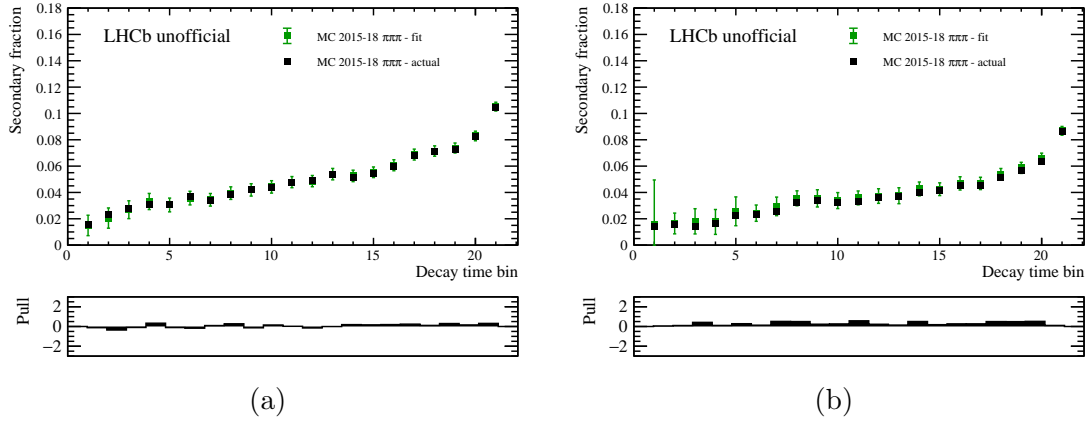 0.18
0.16
0.14
0.12
0.1
0.08
0.06
0.04
0.02
0
Secondary fraction
LHCb unofficial
MC 2015-18 πππ - fit
MC 2015-18 πππ - actual
0 5 10 15 20
Decay time bin
Pull
2
0
−2
(a)
0.18
0.16
0.14
0.12
0.1
0.08
0.06
0.04
0.02
0
Secondary fraction
LHCb unofficial
MC 2015-18 πππ - fit
MC 2015-18 πππ - actual
0 5 10 15 20
Decay time bin
Pull
2
0
−2
(b)